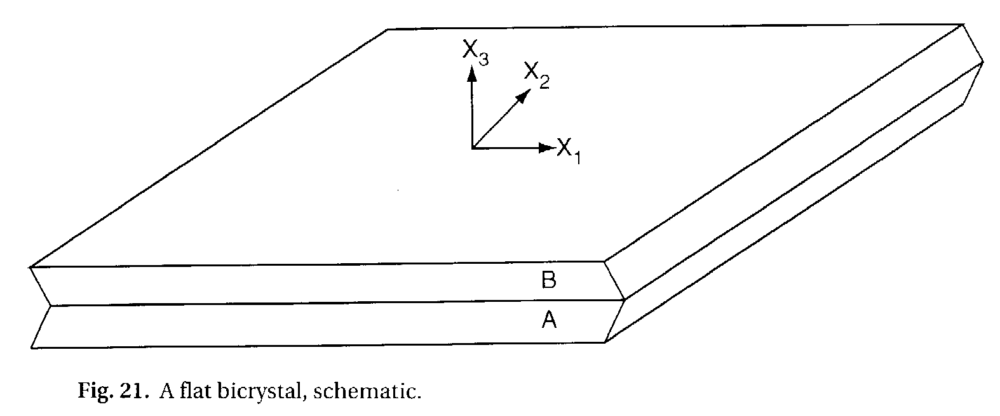 X3
X2
X1
B
A
Fig. 21. A flat bicrystal, schematic.